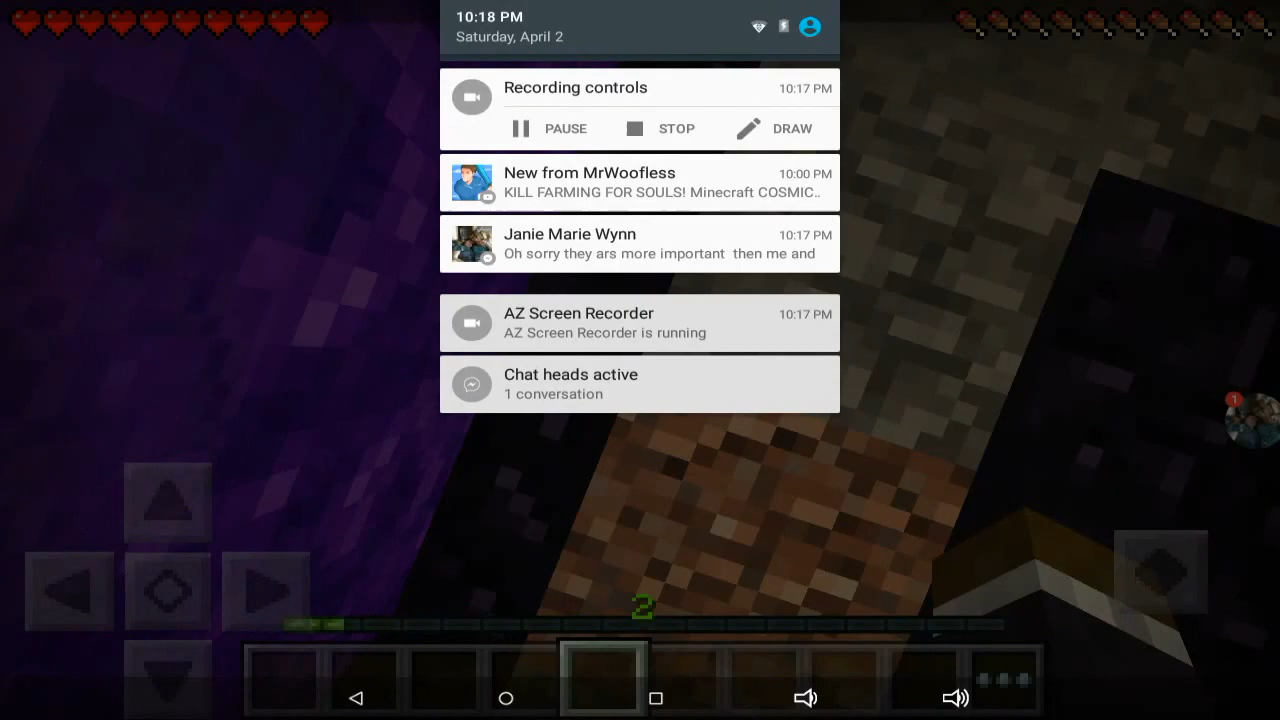 10:18 PM
Saturday, April 2
Recording controls 10:17 PM
PAUSE STOP DRAW
New from MrWoofless 10:00 PM
KILL FARMING FOR SOULS! Minecraft COSMIC..
Janie Marie Wynn 10:17 PM
Oh sorry they ars more important then me and
AZ Screen Recorder 10:17 PM
AZ Screen Recorder is running
Chat heads active
1 conversation
1
2